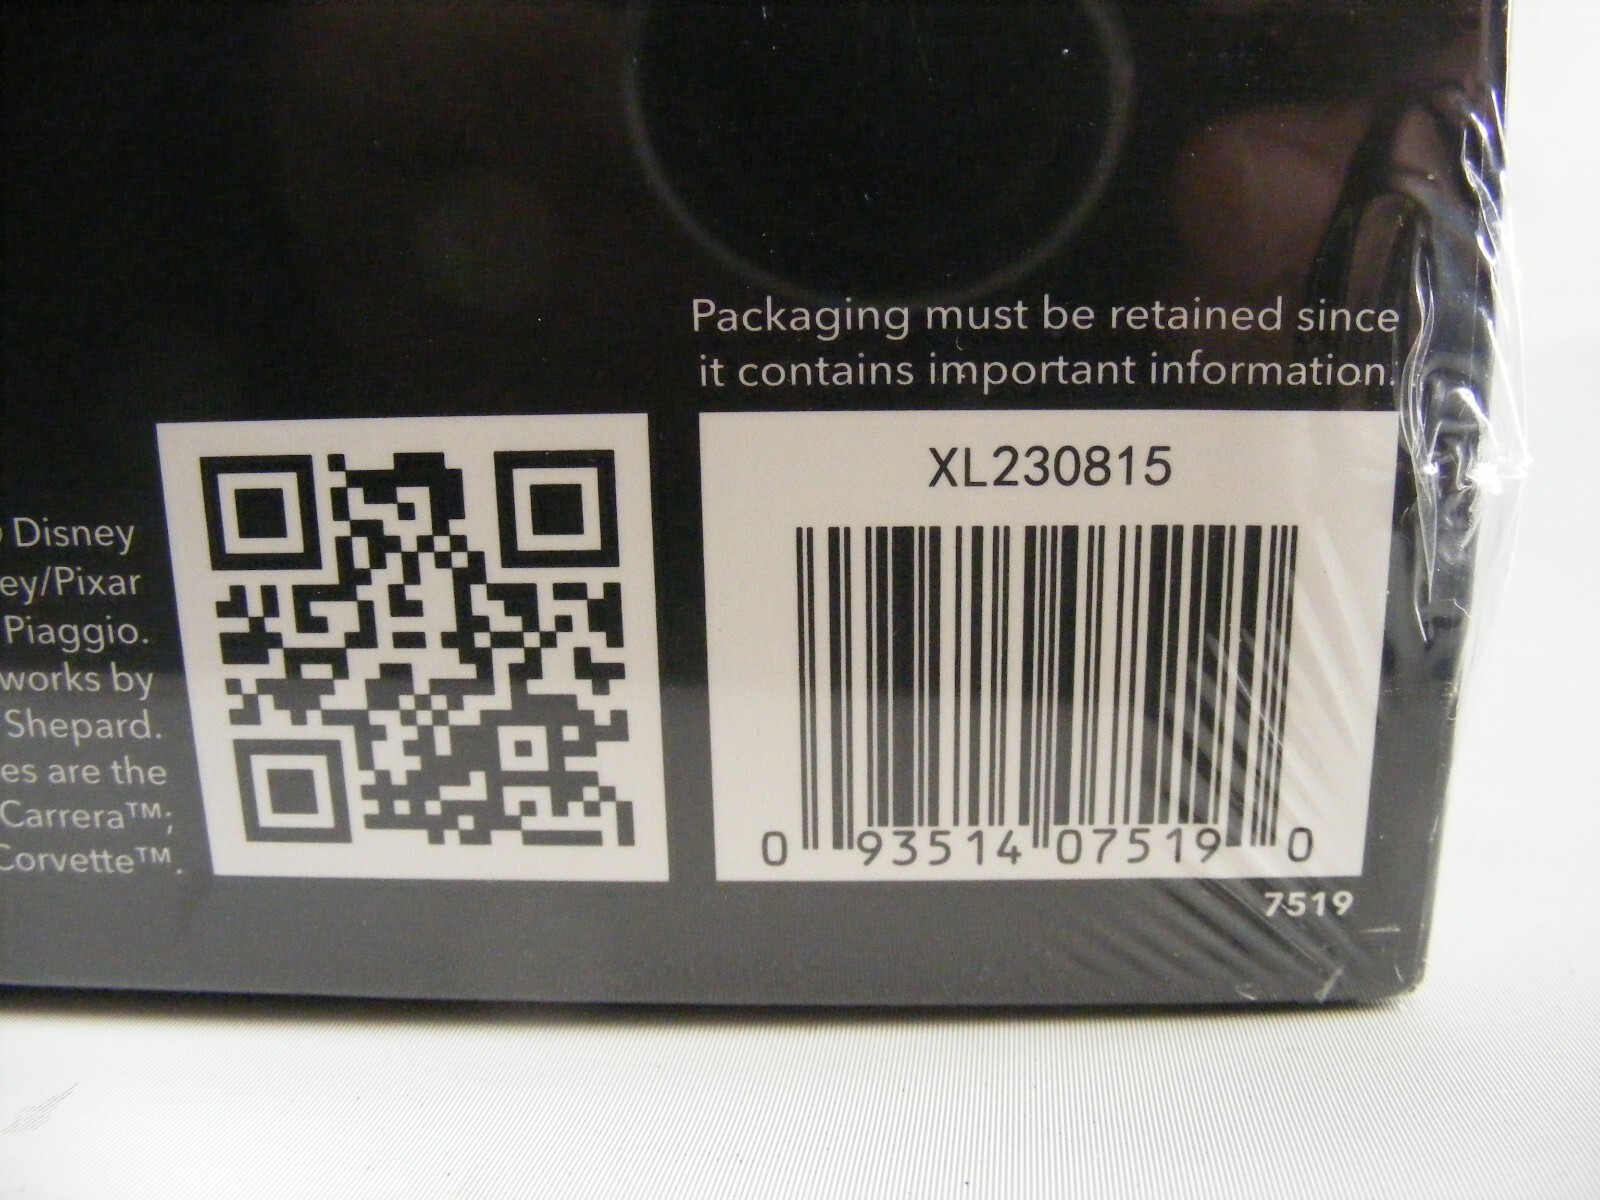 Packaging must be retained since
it contains important information.
Disney
ey/Pixar
Piaggio.
works by
Shepard.
es are the
Carrera™;
Corvette™.
XL230815
0 93514 07519 0
7519